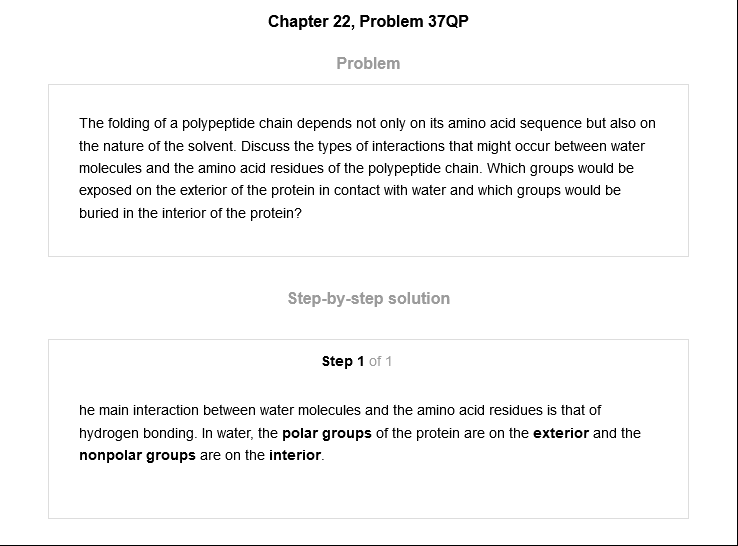 Chapter 22, Problem 37QP
Problem
The folding of a polypeptide chain depends not only on its amino acid sequence but also on
the nature of the solvent. Discuss the types of interactions that might occur between water
molecules and the amino acid residues of the polypeptide chain. Which groups would be
exposed on the exterior of the protein in contact with water and which groups would be
buried in the interior of the protein?
Step-by-step solution
Step 1 of 1
he main interaction between water molecules and the amino acid residues is that of
hydrogen bonding. In water, the polar groups of the protein are on the exterior and the
nonpolar groups are on the interior.